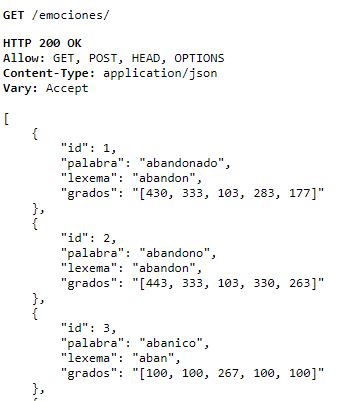 GET /emociones/
HTTP 200 OK
Allow: GET, POST, HEAD, OPTIONS
Content-Type: application/json
Vary: Accept
[
{
"id": 1,
"palabra": "abandonado",
"lexema": "abandon",
"grados": "[430, 333, 103, 283, 177]"
},
{
"id": 2,
"palabra": "abandono",
"lexema": "abandon",
"grados": "[443, 333, 103, 330, 263]"
},
{
"id": 3,
"palabra": "abanico",
"lexema": "aban",
"grados": "[100, 100, 267, 100, 100]"
},